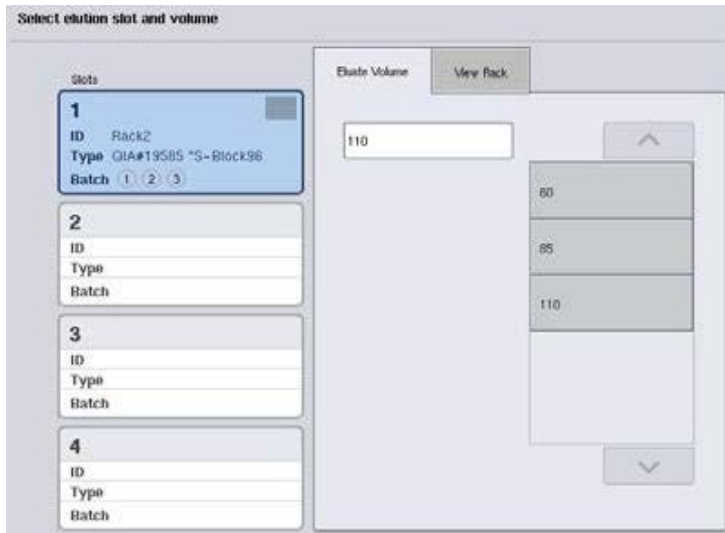 Select elution slot and volume
Slots
1
ID Rack2
Type QIA#19585 *S-Block96
Batch 1 2 3
2
ID
Type
Batch
3
ID
Type
Batch
4
ID
Type
Batch
Eluate Volume
View Rack
110
60
85
110